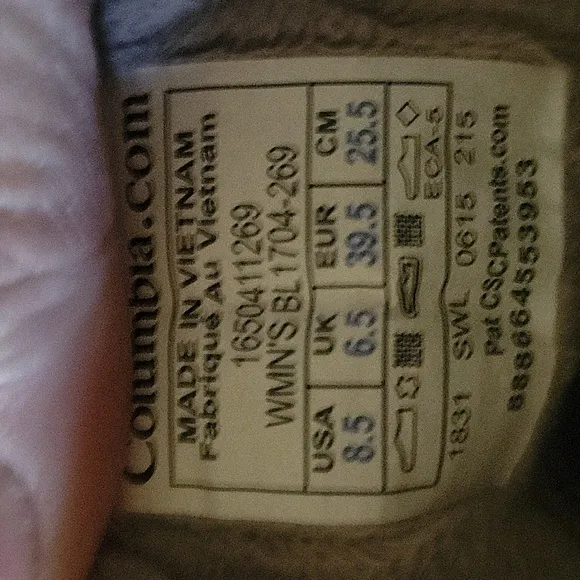 Columbia.com
MADE IN VIETNAM
Fabriqué Au Vietnam
1650411269
WMN'S BL1704-269
USA UK EUR CM
8.5 6.5 39.5 25.5
ECA-5
1831 SWL 0615 215
Pat CSCPatents.com
888664553953